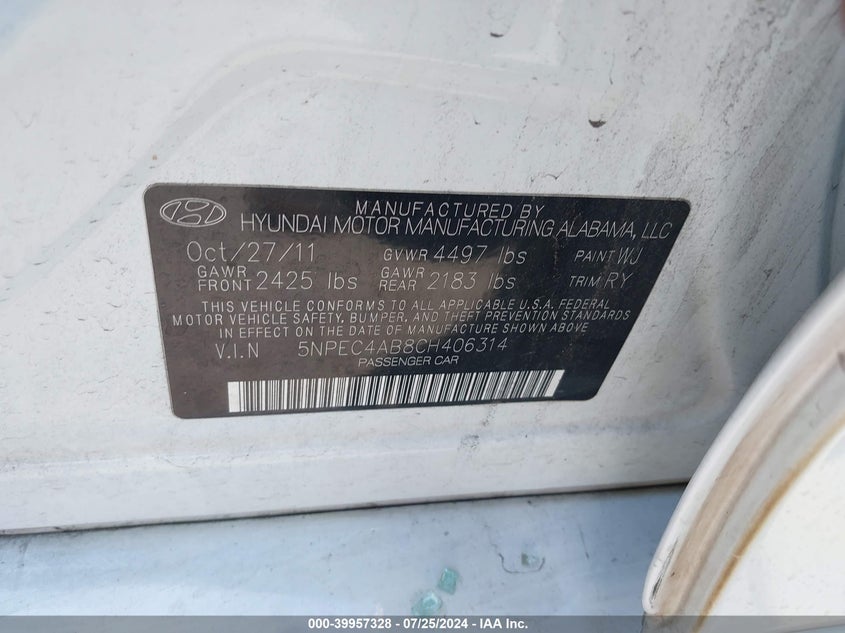 MANUFACTURED BY
HYUNDAI MOTOR MANUFACTURING ALABAMA, LLC
Oct/27/11 GVWR 4497 lbs PAINT WJ
GAWR FRONT 2425 lbs GAWR REAR 2183 lbs TRIM RY
THIS VEHICLE CONFORMS TO ALL APPLICABLE U.S.A. FEDERAL
MOTOR VEHICLE SAFETY, BUMPER, AND THEFT PREVENTION STANDARDS
IN EFFECT ON THE DATE OF MANUFACTURE SHOWN ABOVE
V.I.N 5NPEC4AB8CH406314
PASSENGER CAR
000-39957328 - 07/25/2024 - IAA Inc.